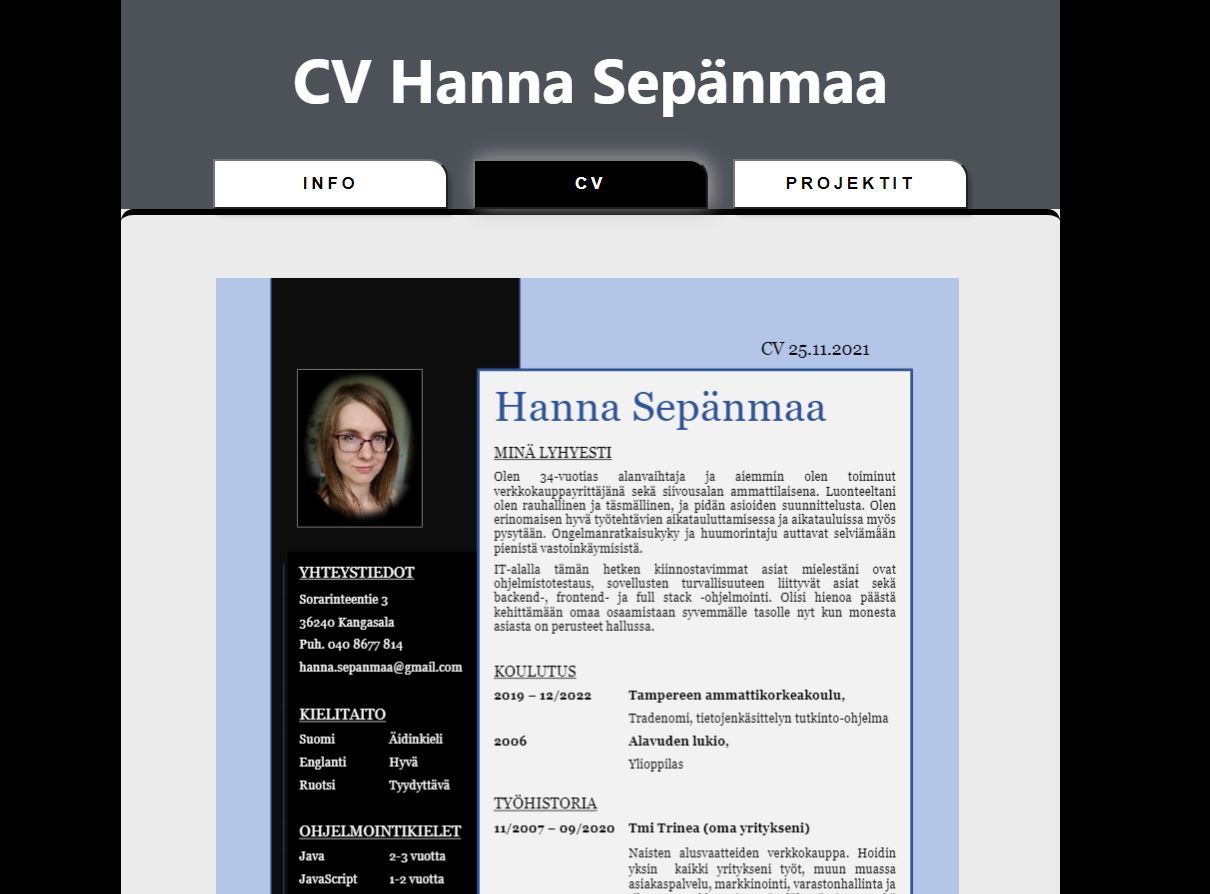 CV Hanna Sepänmaa
INFO
CV
PROJEKTIT
CV 25.11.2021
Hanna Sepänmaa
MINÄ LYHYESTI
Olen 34-vuotias alanvaihtaja ja aiemmin olen toiminut
verkkokauppayrittäjänä sekä siivousalan ammattilaisena. Luonteeltani
olen rauhallinen ja täsmällinen, ja pidän asioiden suunnittelusta. Olen
erinomaisen hyvä työtehtävien aikatauluttamisessa ja aikatauluissa myös
pysytään. Ongelmanratkaisukyky ja huumorintaju auttavat selviämään
pienistä vastoinkäymisistä.
IT-alalla tämän hetken kiinnostavimmat asiat mielestäni ovat
ohjelmistotestaus, sovellusten turvallisuuteen liittyvät asiat sekä
backend-, frontend- ja full stack -ohjelmointi. Olisi hienoa päästä
kehittämään omaa osaamistaan syvemmälle tasolle nyt kun monesta
asiasta on perusteet hallussa.
YHTEYSTIEDOT
Sorarinteentie 3
36240 Kangasala
Puh. 040 8677 814
hanna.sepanmaa@gmail.com
KIELITAITO
Suomi Äidinkieli
Englanti Hyvä
Ruotsi Tyydyttävä
OHJELMOINTIKIELET
Java 2-3 vuotta
JavaScript 1-2 vuotta
KOULUTUS
2019 – 12/2022 Tampereen ammattikorkeakoulu,
Tradenomi, tietojenkäsittelyn tutkinto-ohjelma
2006 Alavuden lukio,
Ylioppilas
TYÖHISTORIA
11/2007 – 09/2020 Tmi Trinea (oma yritykseni)
Naisten alusvaatteiden verkkokauppa. Hoidin
yksin kaikki yritykseni työt, muun muassa
asiakaspalvelu, markkinointi, varastonhallinta ja